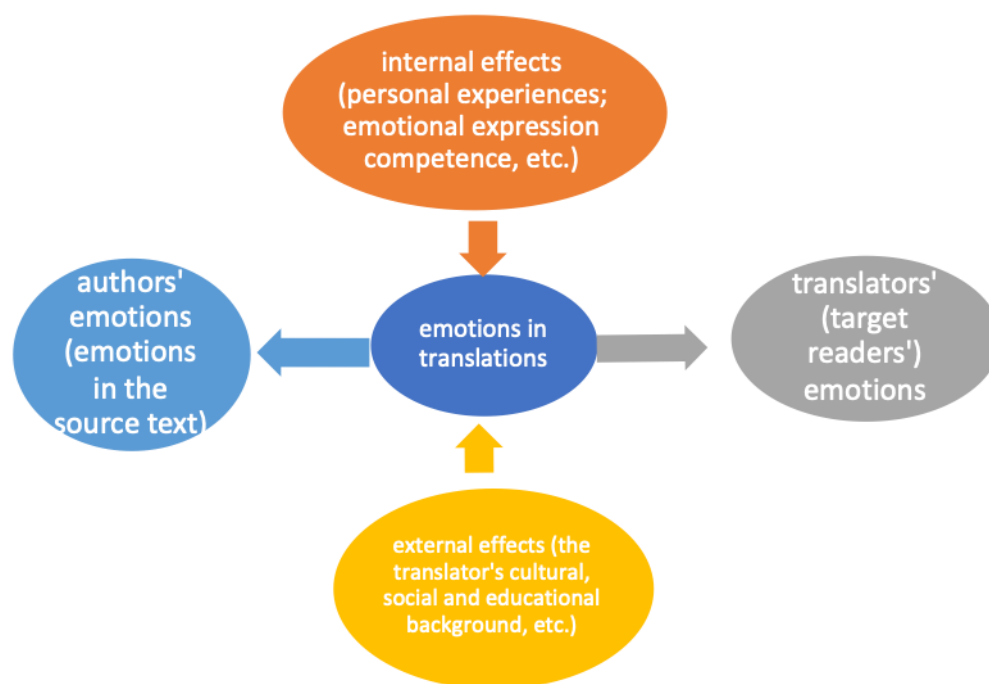 internal effects
(personal experiences;
emotional expression
competence, etc.)
authors'
emotions
(emotions
in the
source text)
emotions in
translations
translators'
(target
readers')
emotions
external effects (the
translator's cultural,
social and educational
background, etc.)